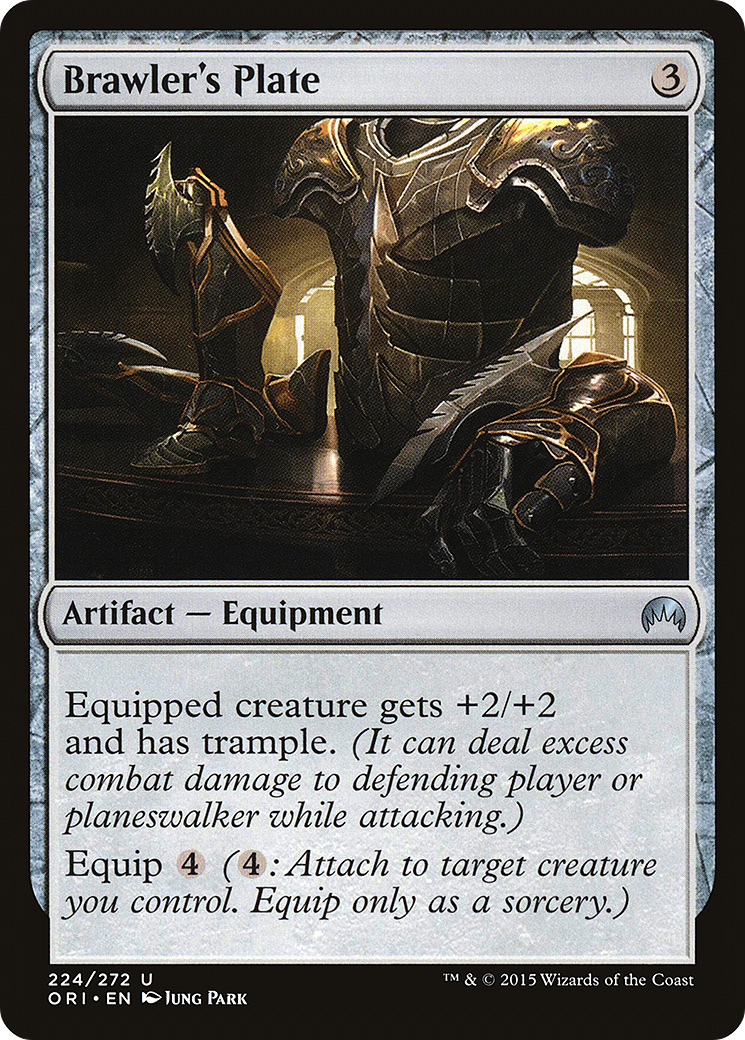 Brawler's Plate 3
Artifact — Equipment
Equipped creature gets +2/+2
and has trample. (It can deal excess
combat damage to defending player or
planeswalker while attacking.)
Equip 4 (4: Attach to target creature
you control. Equip only as a sorcery.)
224/272 U
ORI • EN Jung Park
™ & © 2015 Wizards of the Coast